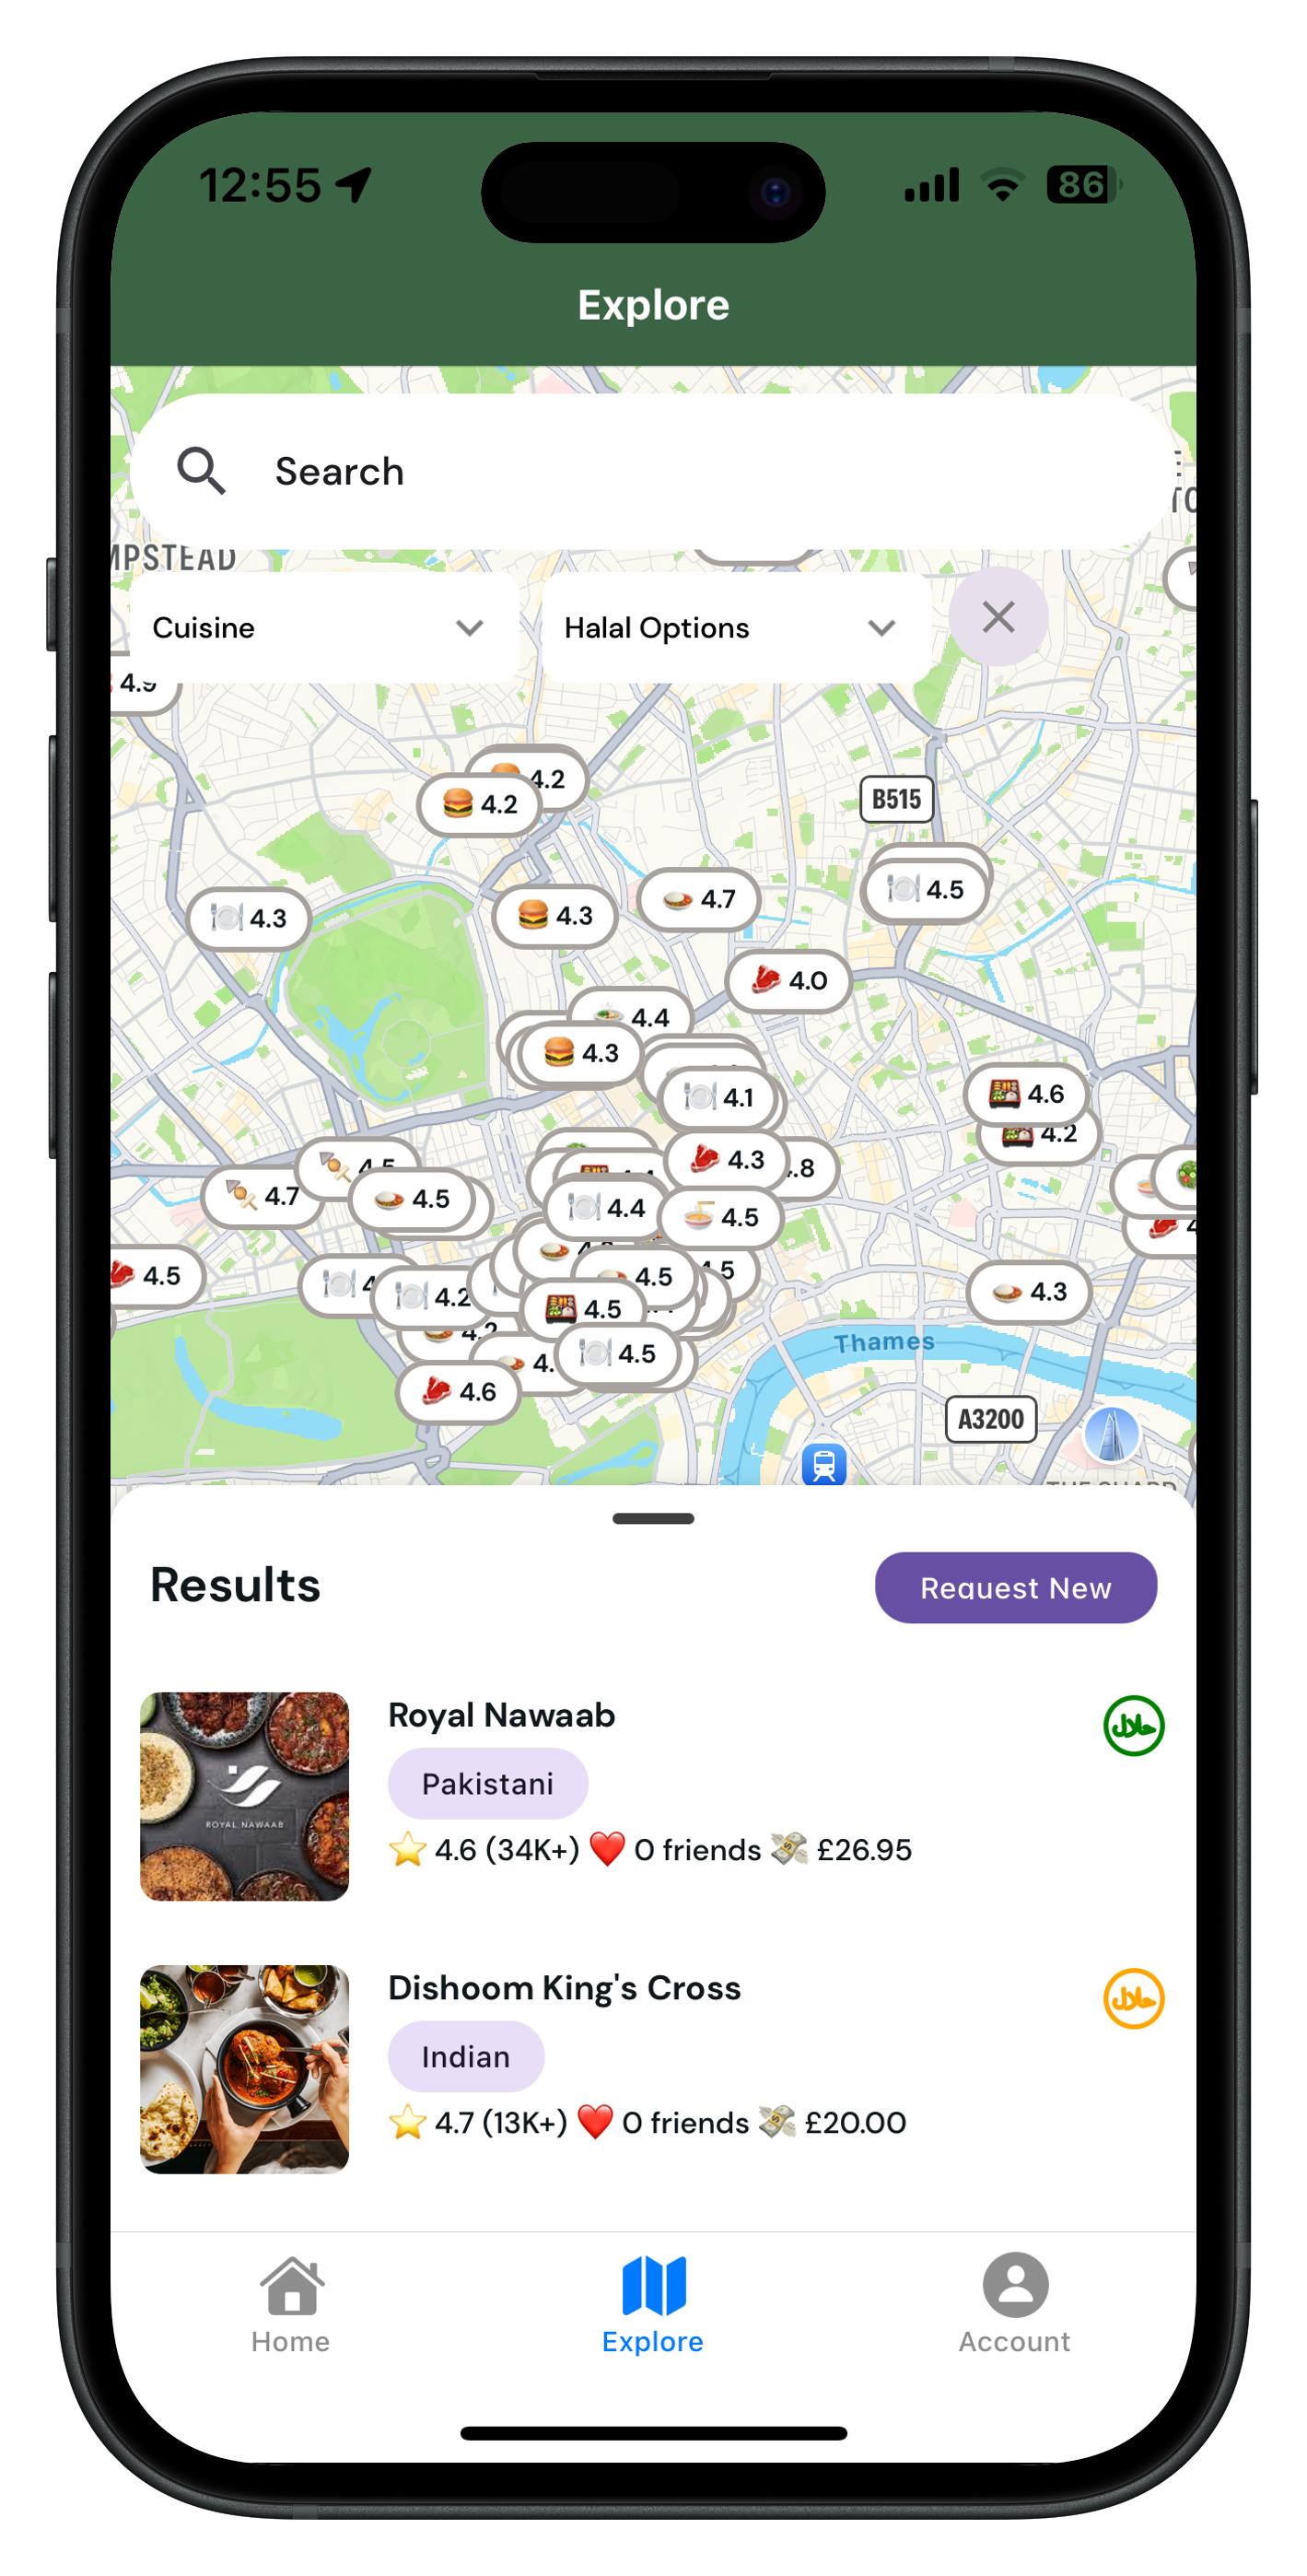 12:55
86
Explore
Search
MPSTEAD
Cuisine
Halal Options
4.9
4.2
4.2
B515
4.3
4.3
4.7
4.5
4.0
4.4
4.3
4.1
4.6
4.2
4.3
.8
4.5
4.7
4.5
4.4
4.5
4.5
4.5
.5
4.3
4.2
4.5
4.2
4.5
4.6
Thames
A3200
Results
Request New
Royal Nawaab
حلال
Pakistani
ROYAL NAWAAB
4.6 (34K+) 0 friends £26.95
Dishoom King's Cross
حلال
Indian
4.7 (13K+) 0 friends £20.00
Home
Explore
Account